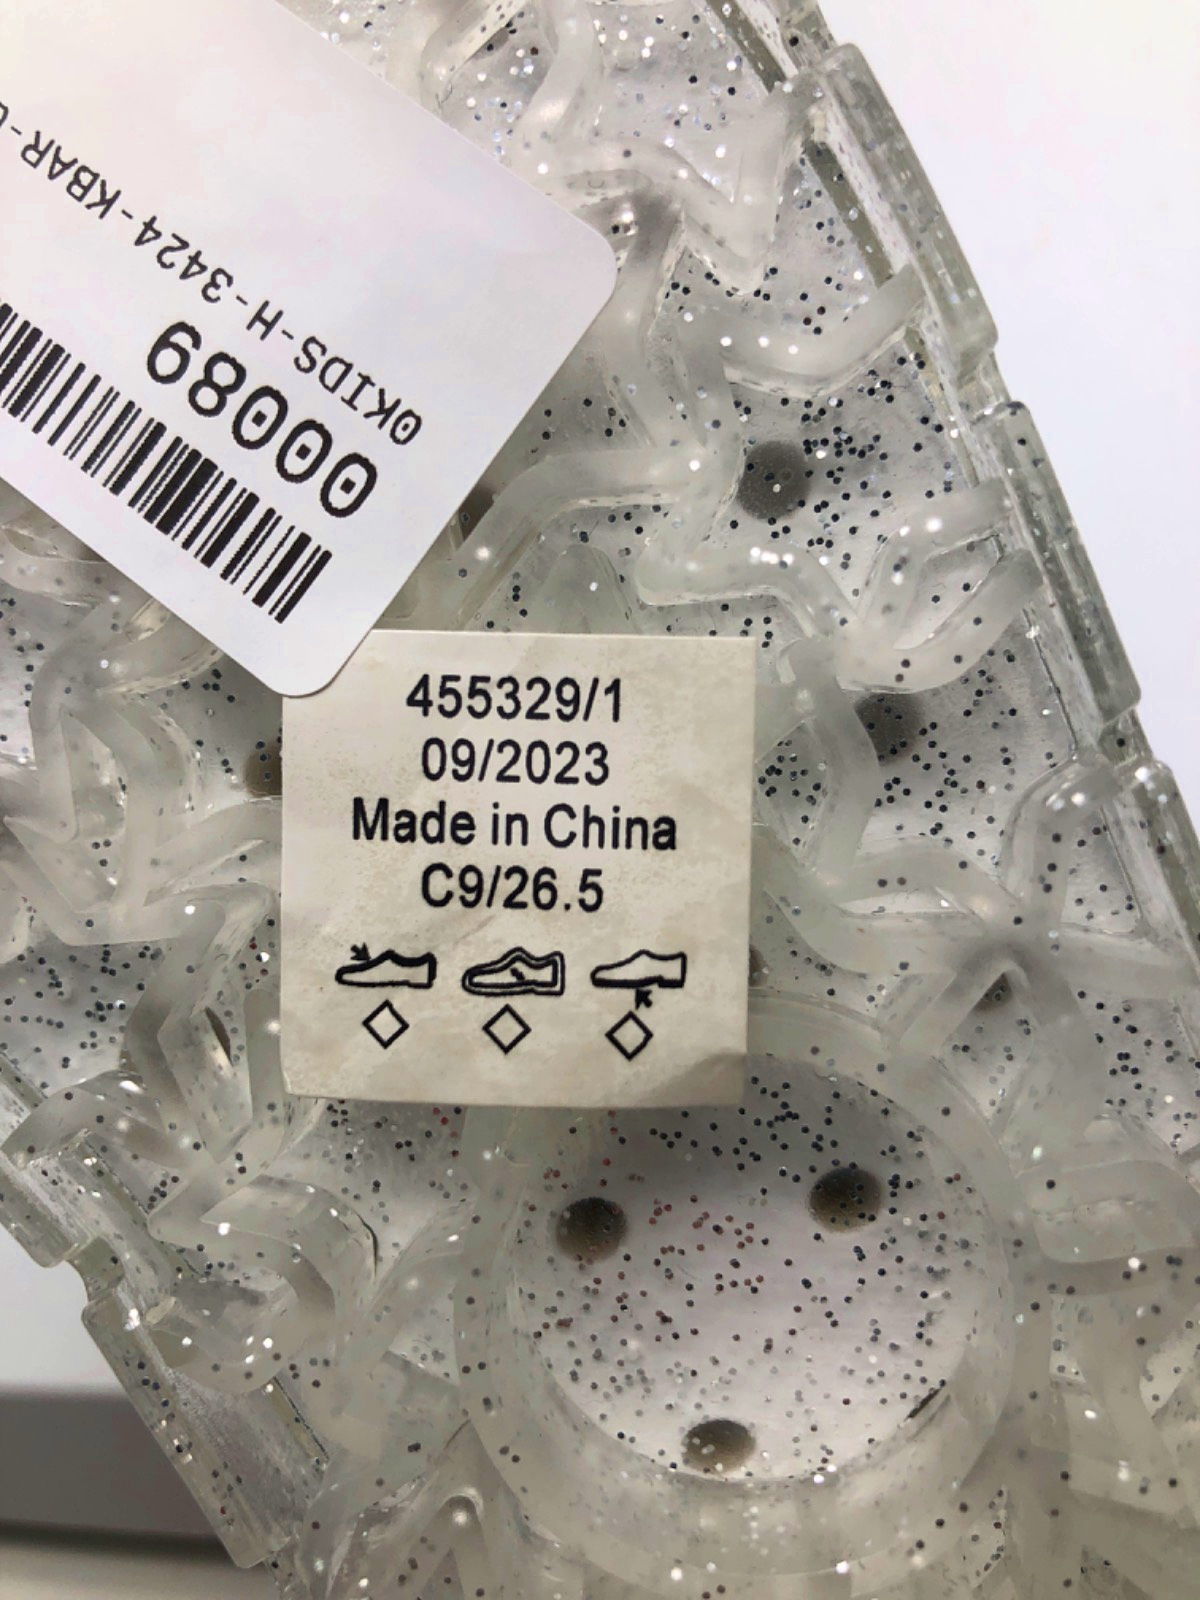 0KIDS-H-3424-KBAR-
00089
455329/1
09/2023
Made in China
C9/26.5